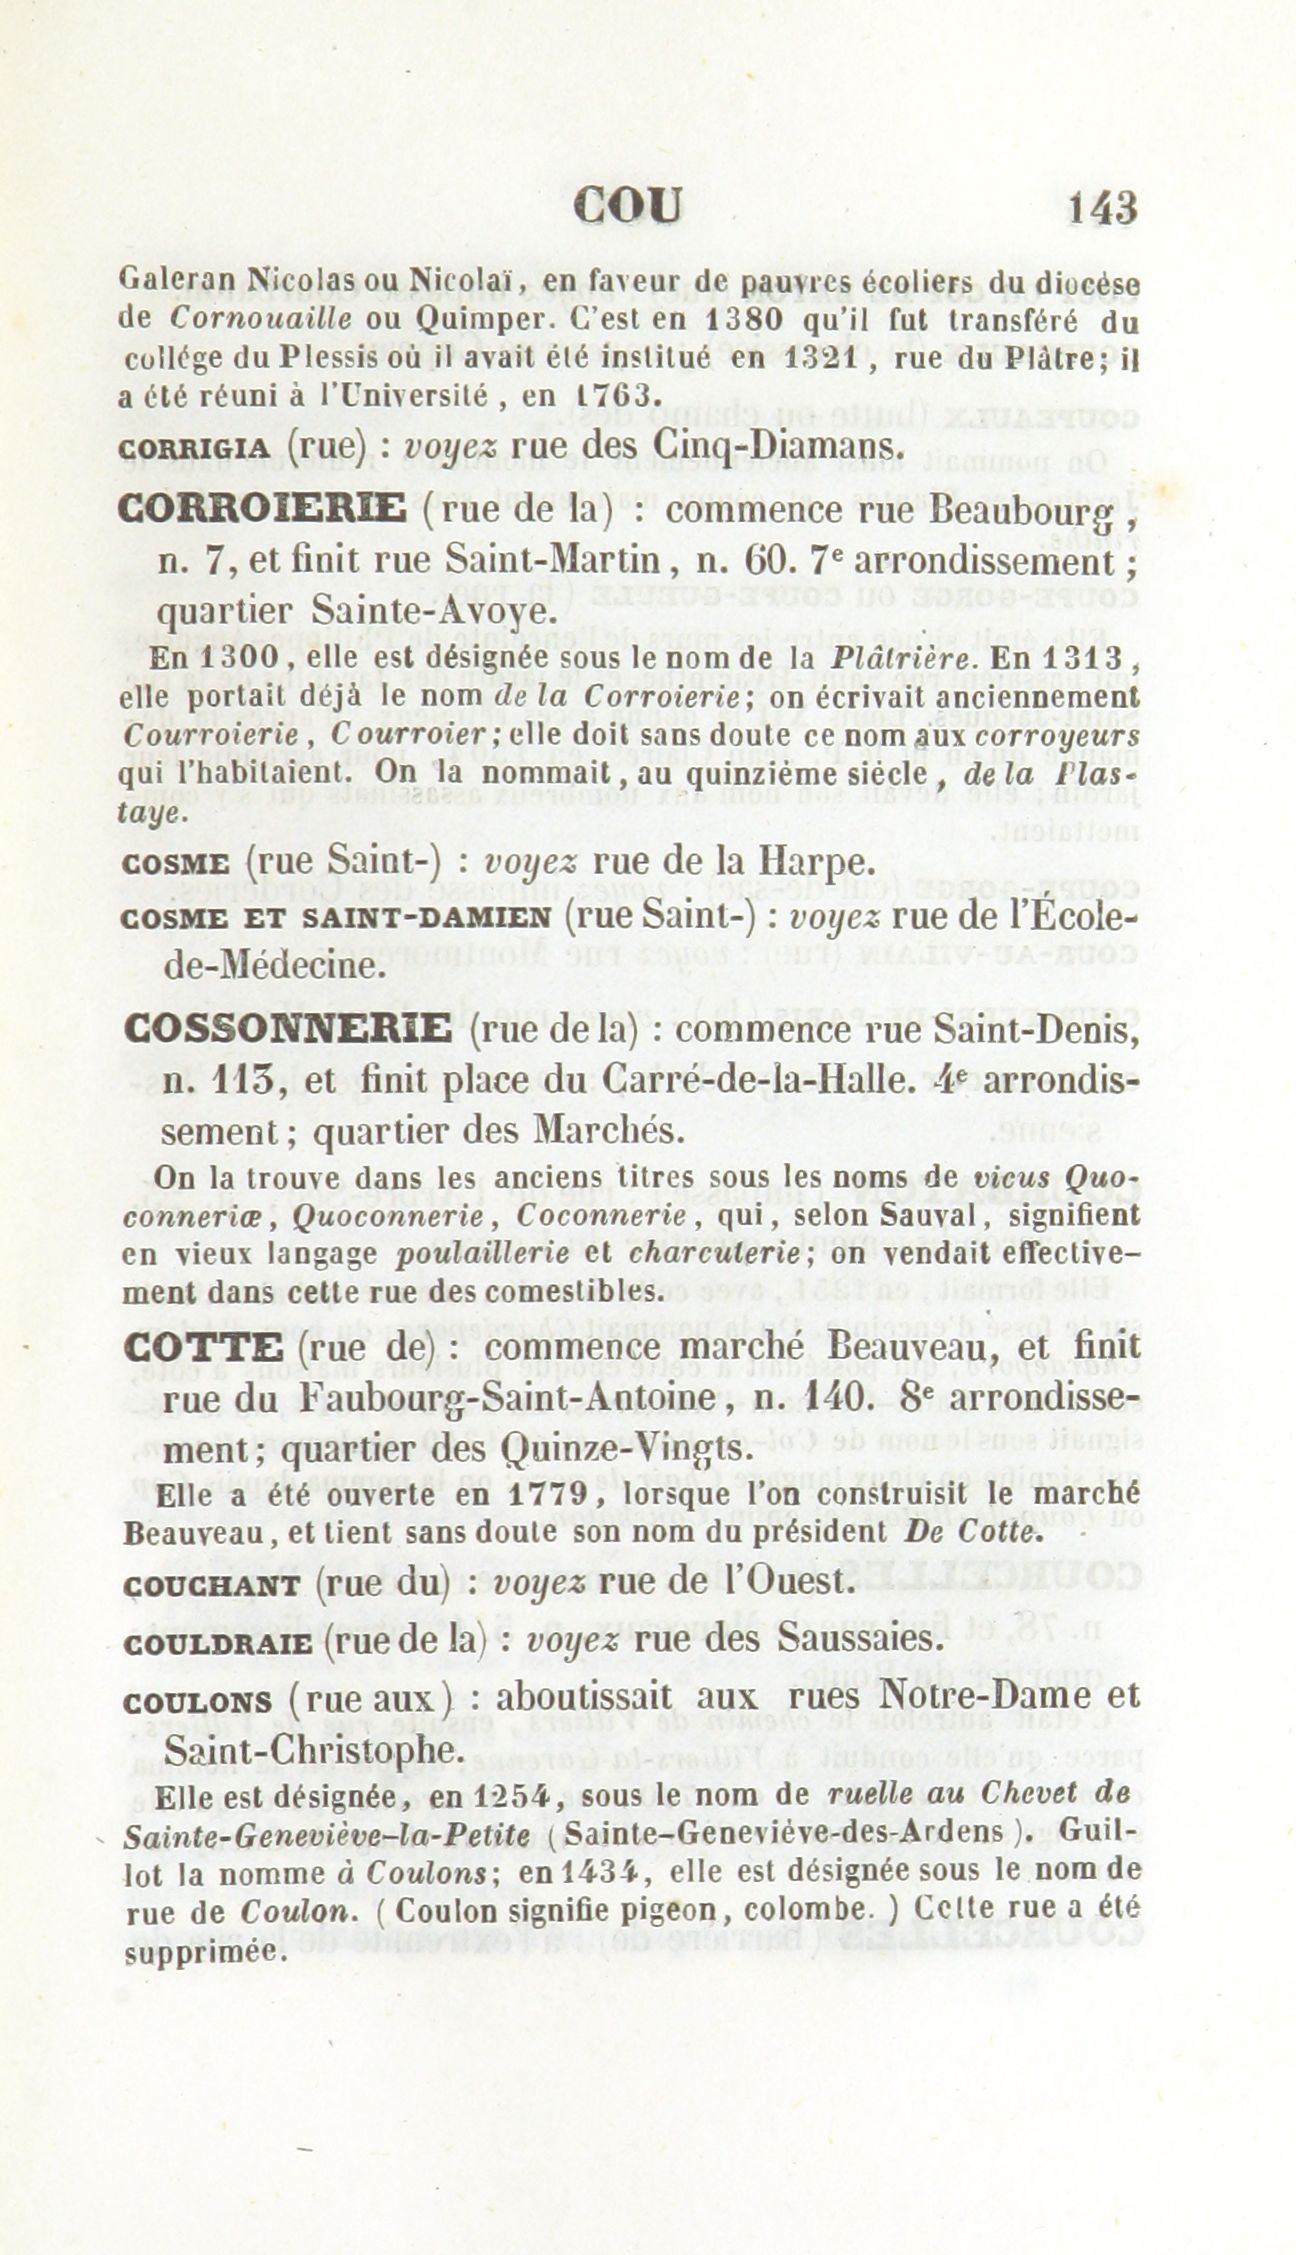 COU 143
Galeran Nicolas ou Nicolaï, en faveur de pauvres écoliers du diocèse
de Cornouaille ou Quimper. C'est en 1380 qu'il fut transféré du
collége du Plessis où il avait été institué en 1321, rue du Plâtre; il
a été réuni à l'Université, en 1763.
CORRIGIA (rue) : voyez rue des Cinq-Diamans.
CORROIERIE (rue de la) : commence rue Beaubourg,
n. 7, et finit rue Saint-Martin, n. 60. 7e arrondissement;
quartier Sainte-Avoye.
En 1300, elle est désignée sous le nom de la Plâtrière. En 1313,
elle portait déjà le nom de la Corroierie; on écrivait anciennement
Courroierie, Courroier; elle doit sans doute ce nom aux corroyeurs
qui l'habitaient. On la nommait, au quinzième siècle, de la Plas-
taye.
COSME (rue Saint-) : voyez rue de la Harpe.
COSME ET SAINT-DAMIEN (rue Saint-) : voyez rue de l'École-
de-Médecine.
COSSONNERIE (rue de la) : commence rue Saint-Denis,
n. 113, et finit place du Carré-de-la-Halle. 4e arrondis-
sement; quartier des Marchés.
On la trouve dans les anciens titres sous les noms de vicus Quo-
conneriæ, Quoconnerie, Coconnerie, qui, selon Sauval, signifient
en vieux langage poulaillerie et charcuterie; on vendait effective-
ment dans cette rue des comestibles.
COTTE (rue de) : commence marché Beauveau, et finit
rue du Faubourg-Saint-Antoine, n. 140. 8e arrondisse-
ment; quartier des Quinze-Vingts.
Elle a été ouverte en 1779, lorsque l'on construisit le marché
Beauveau, et tient sans doute son nom du président De Cotte.
COUCHANT (rue du) : voyez rue de l'Ouest.
COULDRAIE (rue de la) : voyez rue des Saussaies.
COULONS (rue aux) : aboutissait aux rues Notre-Dame et
Saint-Christophe.
Elle est désignée, en 1254, sous le nom de ruelle au Chevet de
Sainte-Geneviève-la-Petite (Sainte-Geneviève-des-Ardens). Guil-
lot la nomme à Coulons; en 1434, elle est désignée sous le nom de
rue de Coulon. (Coulon signifie pigeon, colombe.) Cette rue a été
supprimée.